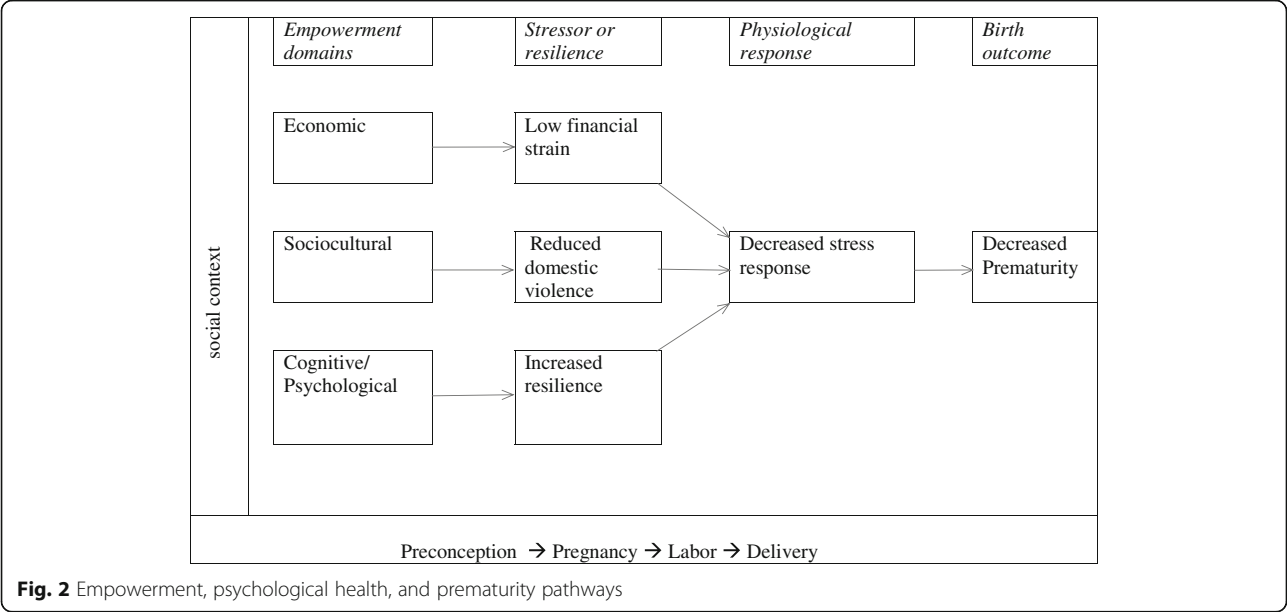 Empowerment
domains
Stressor or
resilience
Physiological
response
Birth
outcome
social context
Economic
Low financial
strain
Sociocultural
Reduced
domestic
violence
Decreased stress
response
Decreased
Prematurity
Cognitive/
Psychological
Increased
resilience
Preconception → Pregnancy → Labor → Delivery
Fig. 2 Empowerment, psychological health, and prematurity pathways